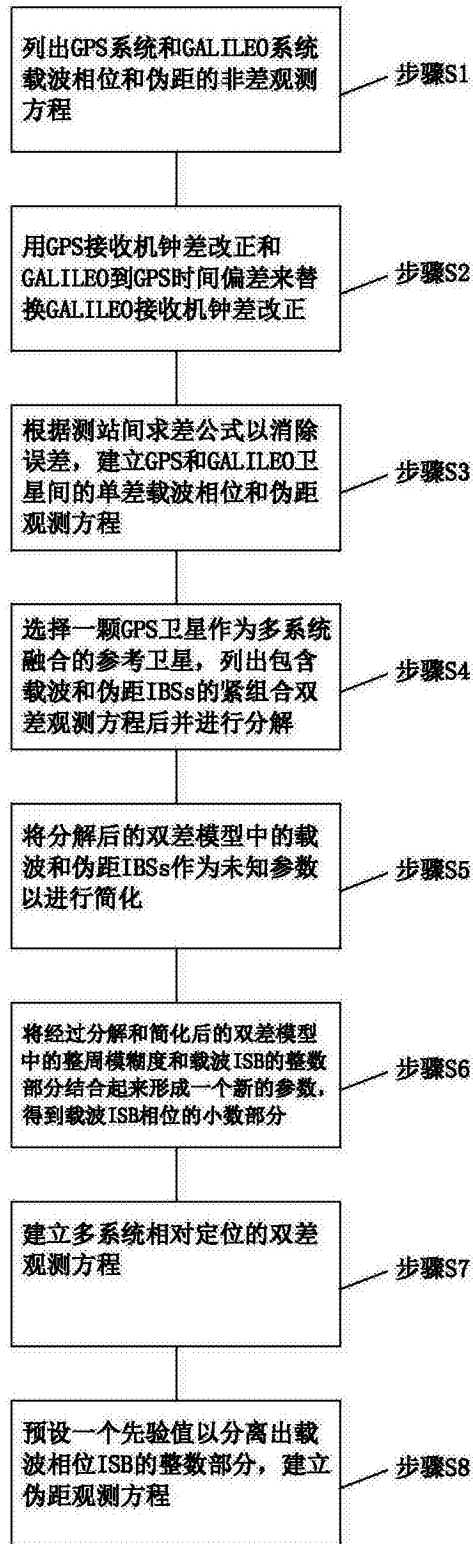 列出GPS系统和GALILEO系统
载波相位和伪距的非差观测
方程
步骤S1
用GPS接收机钟差改正和
GALILEO到GPS时间偏差来替
换GALILEO接收机钟差改正
步骤S2
根据测站间求差公式以消除
误差，建立GPS和GALILEO卫
星间的单差载波相位和伪距
观测方程
步骤S3
选择一颗GPS卫星作为多系统
融合的参考卫星，列出包含
载波和伪距IBSs的紧组合双
差观测方程后并进行分解
步骤S4
将分解后的双差模型中的载
波和伪距IBSs作为未知参数
以进行简化
步骤S5
将经过分解和简化后的双差模型
中的整周模糊度和载波ISB的整数
部分结合起来形成一个新的参数，
得到载波ISB相位的小数部分
步骤S6
建立多系统相对定位的双差
观测方程
步骤S7
预设一个先验值以分离出载
波相位ISB的整数部分，建立
伪距观测方程
步骤S8